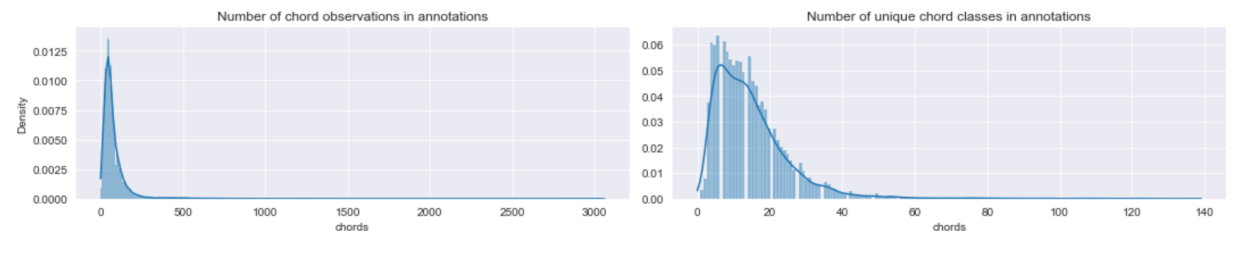 Number of chord observations in annotations
Density
0.0125
0.0100
0.0075
0.0050
0.0025
0.0000
0 500 1000 1500 2000 2500 3000
chords
Number of unique chord classes in annotations
0.06
0.05
0.04
0.03
0.02
0.01
0.00
0 20 40 60 80 100 120 140
chords